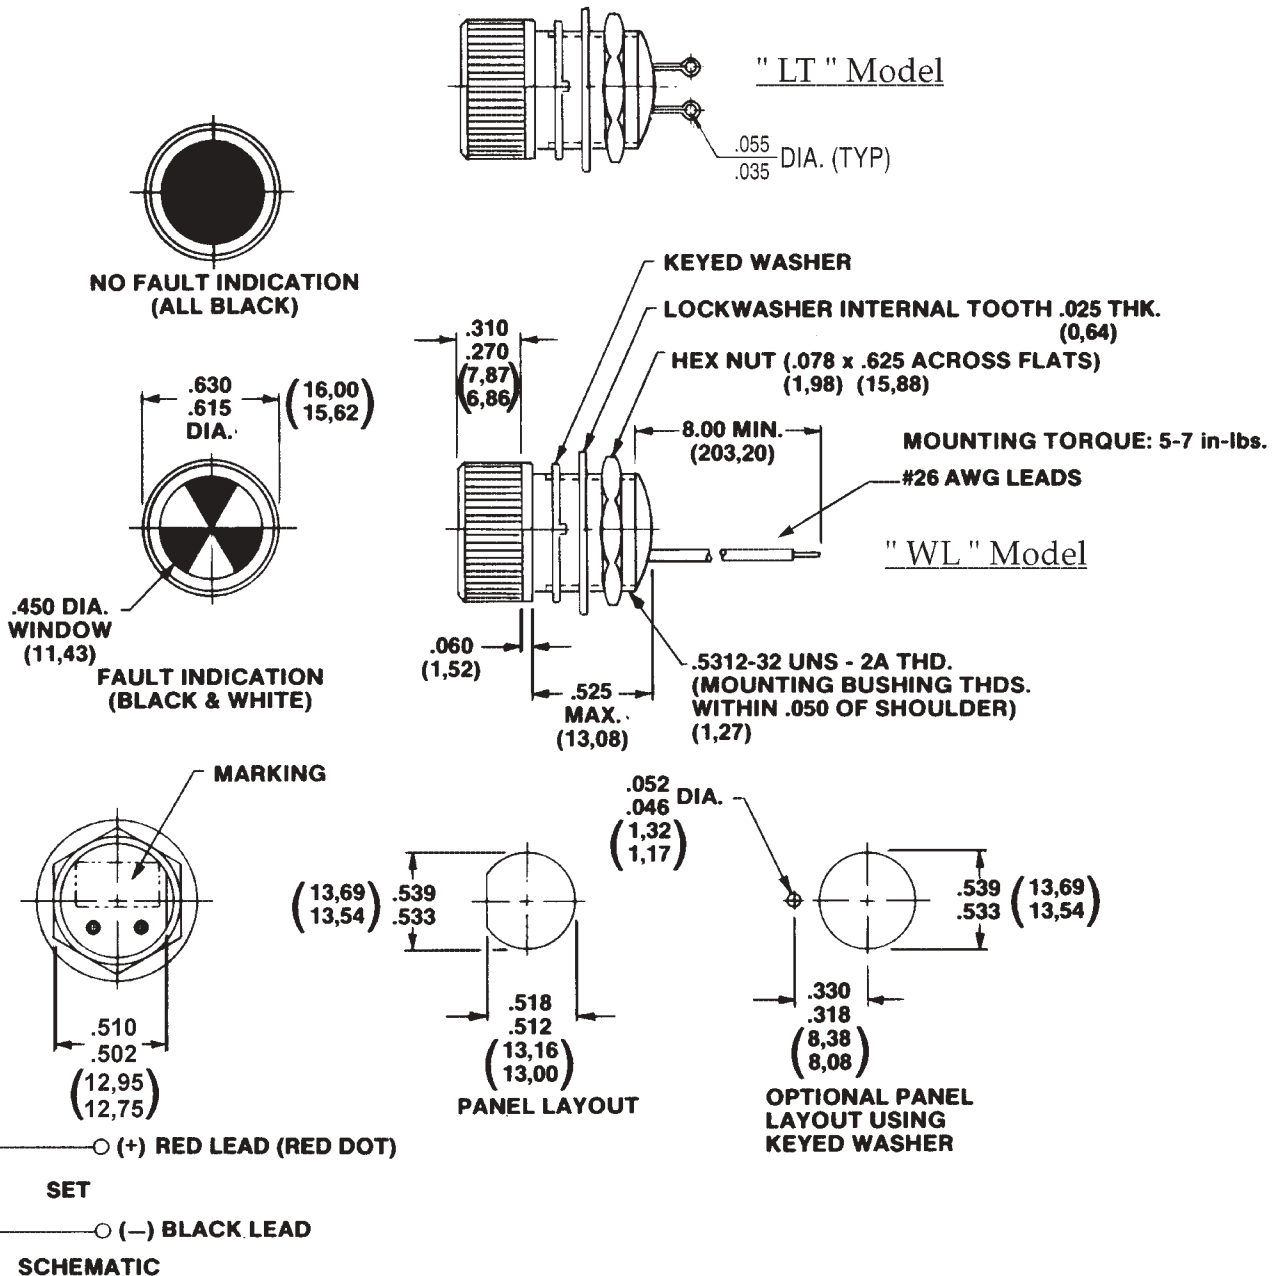 " LT " Model
.055
.035
DIA. (TYP)
NO FAULT INDICATION
(ALL BLACK)
KEYED WASHER
LOCKWASHER INTERNAL TOOTH .025 THK.
(0,64)
HEX NUT (.078 x .625 ACROSS FLATS)
(1,98) (15,88)
.310
.270
(7,87
6,86)
.630
.615
DIA.
(16,00
15,62)
8.00 MIN.
(203,20)
MOUNTING TORQUE: 5-7 in-lbs.
#26 AWG LEADS
" WL " Model
.450 DIA.
WINDOW
(11,43)
FAULT INDICATION
(BLACK & WHITE)
.060
(1,52)
.525
MAX.
(13,08)
.5312-32 UNS - 2A THD.
(MOUNTING BUSHING THDS.
WITHIN .050 OF SHOULDER)
(1,27)
MARKING
.510
.502
(12,95
12,75)
(13,69
13,54)
.539
.533
.518
.512
(13,16
13,00)
PANEL LAYOUT
.052
.046
DIA.
(1,32
1,17)
.539
.533
(13,69
13,54)
.330
.318
(8,38
8,08)
OPTIONAL PANEL
LAYOUT USING
KEYED WASHER
(+) RED LEAD (RED DOT)
SET
(–) BLACK LEAD
SCHEMATIC